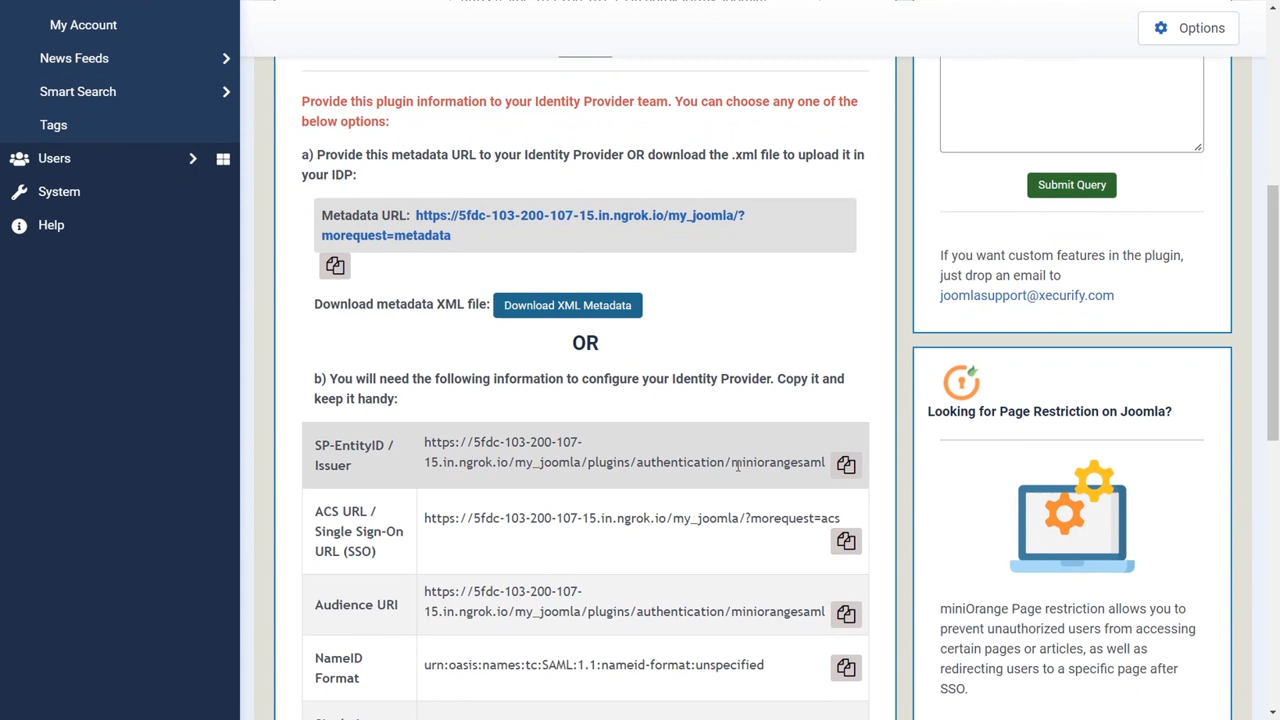 My Account
News Feeds
Smart Search
Tags
Users
System
Help
Options
Provide this plugin information to your Identity Provider team. You can choose any one of the
below options:
a) Provide this metadata URL to your Identity Provider OR download the .xml file to upload it in
your IDP:
Metadata URL: https://5fdc-103-200-107-15.in.ngrok.io/my_joomla/?
morequest=metadata
Download metadata XML file: Download XML Metadata
OR
b) You will need the following information to configure your Identity Provider. Copy it and
keep it handy:
SP-EntityID /
Issuer
https://5fdc-103-200-107-
15.in.ngrok.io/my_joomla/plugins/authentication/miniorangesaml
ACS URL /
Single Sign-On
URL (SSO)
https://5fdc-103-200-107-15.in.ngrok.io/my_joomla/?morequest=acs
Audience URI
https://5fdc-103-200-107-
15.in.ngrok.io/my_joomla/plugins/authentication/miniorangesaml
NameID
Format
urn:oasis:names:tc:SAML:1.1:nameid-format:unspecified
Submit Query
If you want custom features in the plugin,
just drop an email to
joomlasupport@xecurify.com
Looking for Page Restriction on Joomla?
miniOrange Page restriction allows you to
prevent unauthorized users from accessing
certain pages or articles, as well as
redirecting users to a specific page after
SSO.